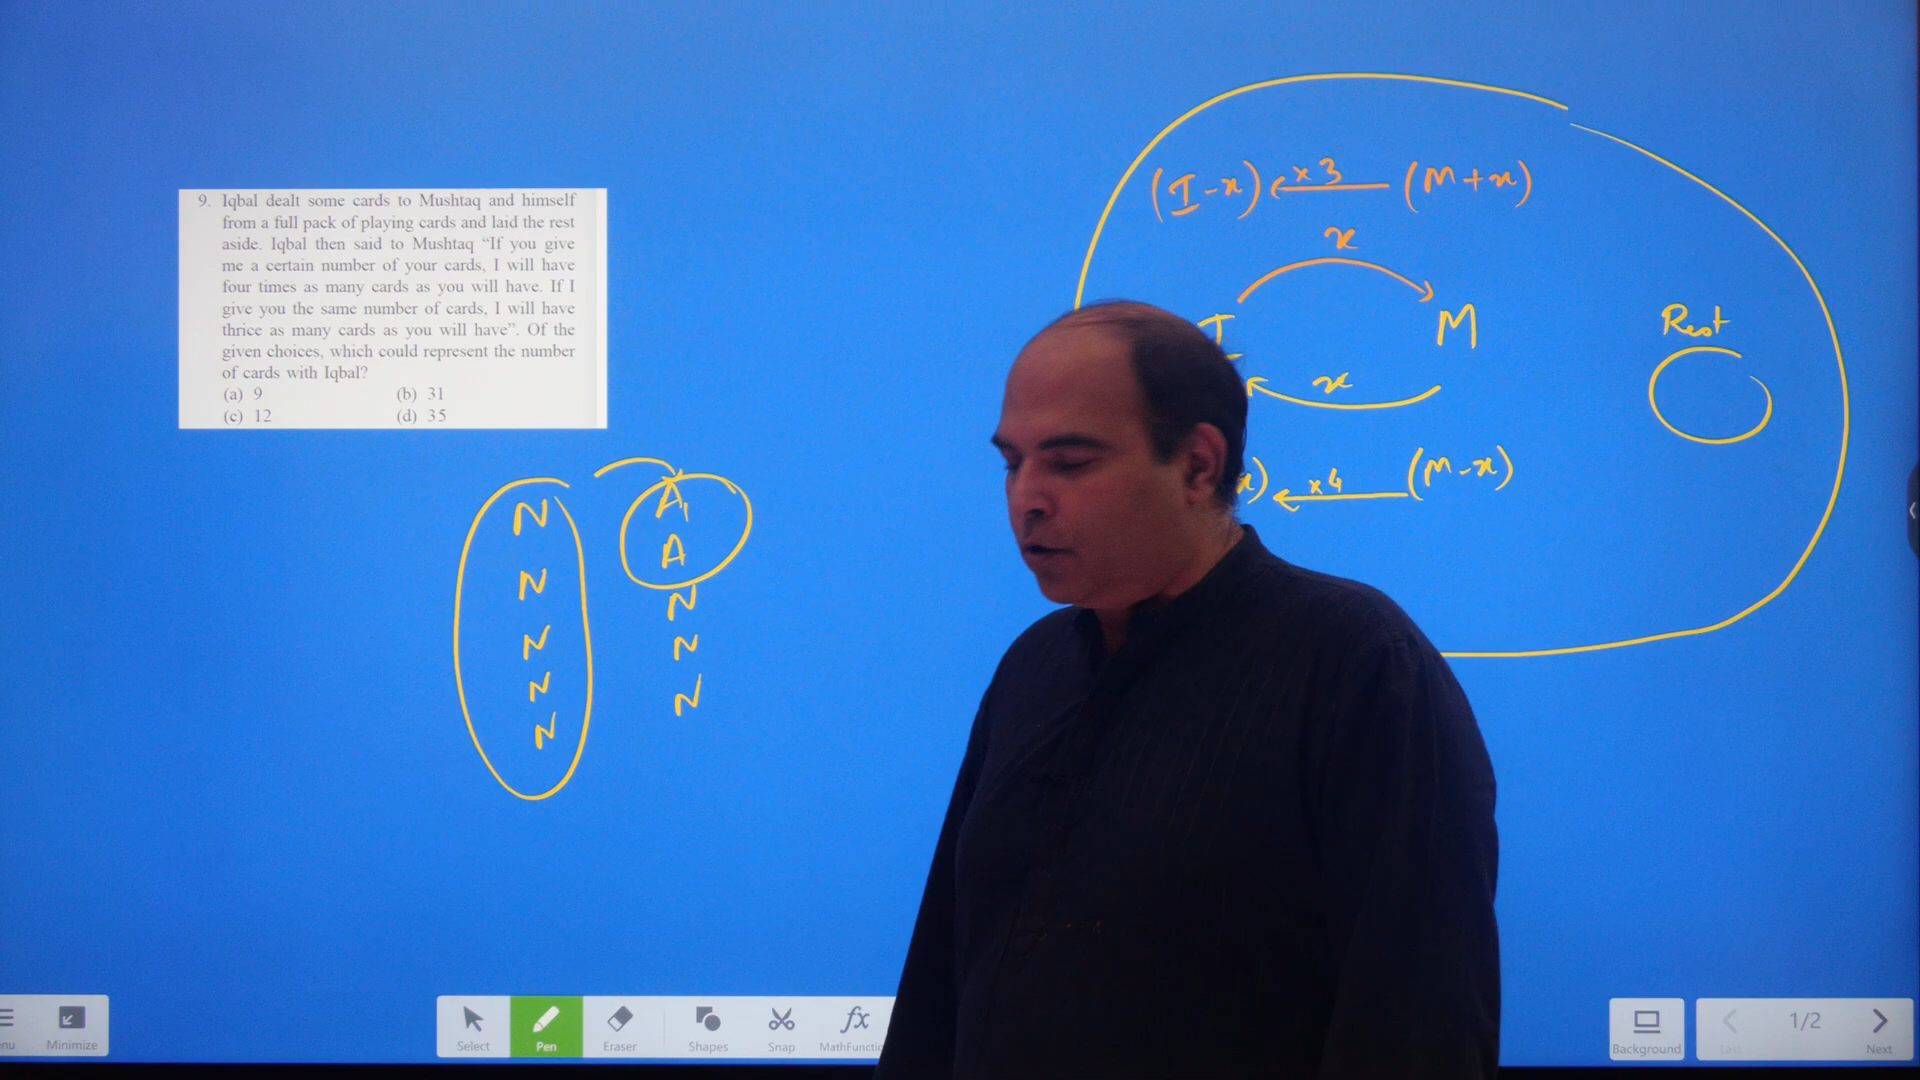 9. Iqbal dealt some cards to Mushtaq and himself
from a full pack of playing cards and laid the rest
aside. Iqbal then said to Mushtaq “If you give
me a certain number of your cards, I will have
four times as many cards as you will have. If I
give you the same number of cards, I will have
thrice as many cards as you will have”. Of the
given choices, which could represent the number
of cards with Iqbal?
(a) 9 (b) 31
(c) 12 (d) 35
(I-x) ×3 (M+x)
x
I M Rest
x
x) ×4 (M-x)
N A
N A
N N
N N
N N
Minimize
Select Pen Eraser Shapes Snap
Background
1/2
Last Next